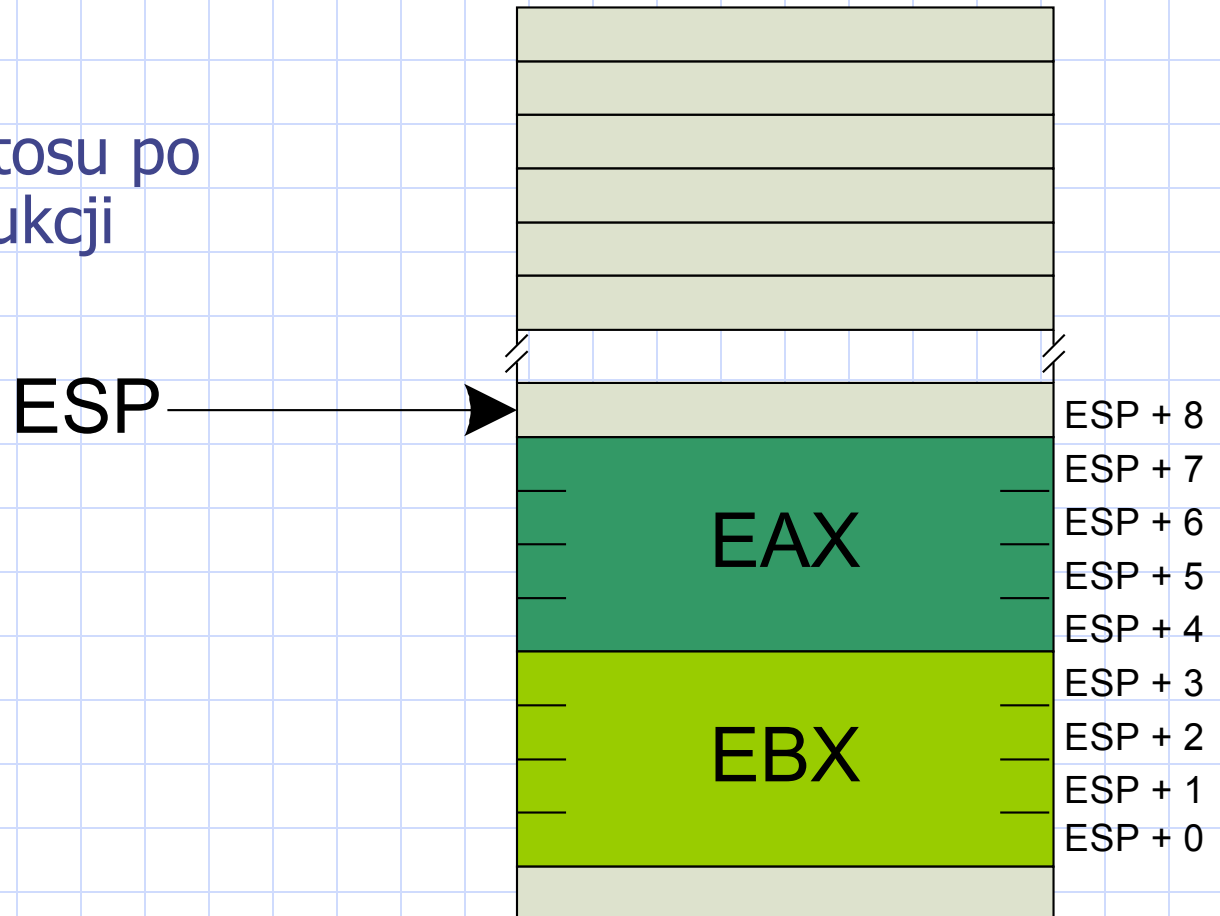 tosu po
ukcji
ESP
ESP + 8
ESP + 7
EAX
ESP + 6
ESP + 5
ESP + 4
ESP + 3
EBX
ESP + 2
ESP + 1
ESP + 0